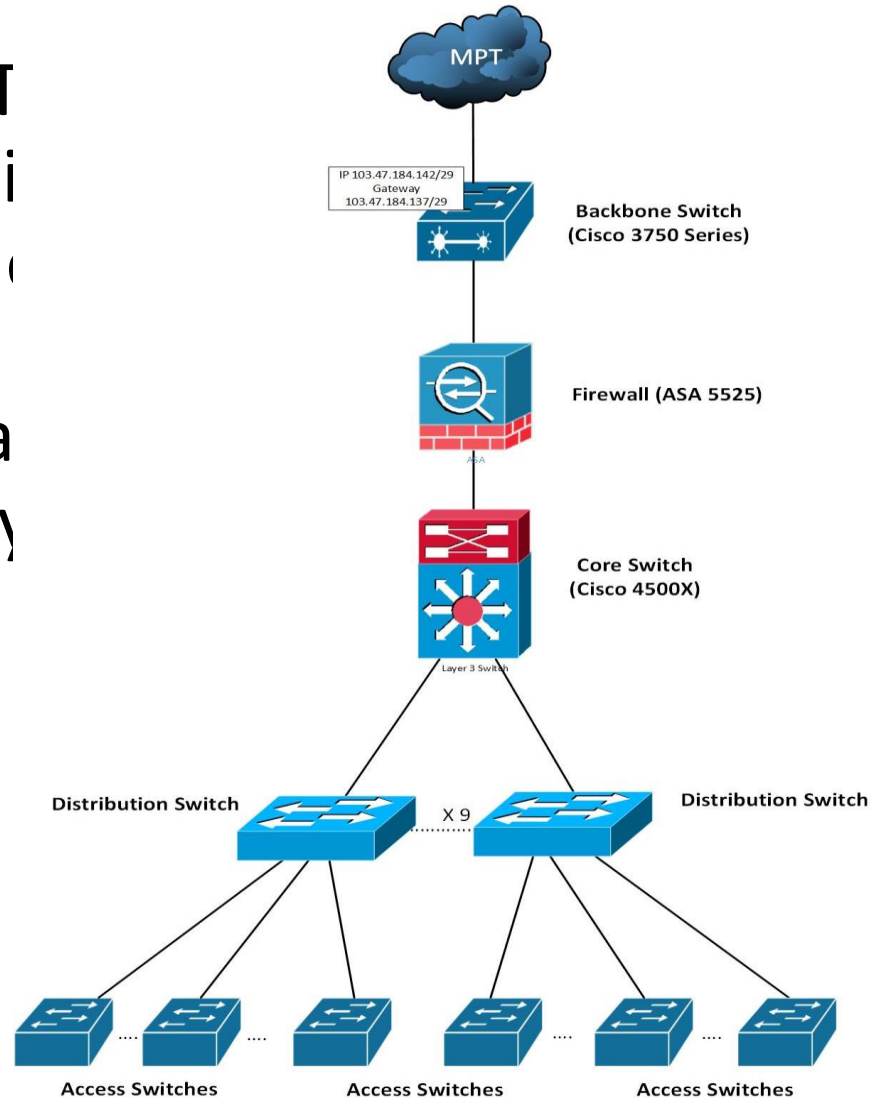 MPT
IP 103.47.184.142/29
Gateway
103.47.184.137/29
Backbone Switch
(Cisco 3750 Series)
Firewall (ASA 5525)
ASA
Core Switch
(Cisco 4500X)
Layer 3 Switch
Distribution Switch
X 9
Distribution Switch
....
....
....
....
Access Switches
Access Switches
Access Switches